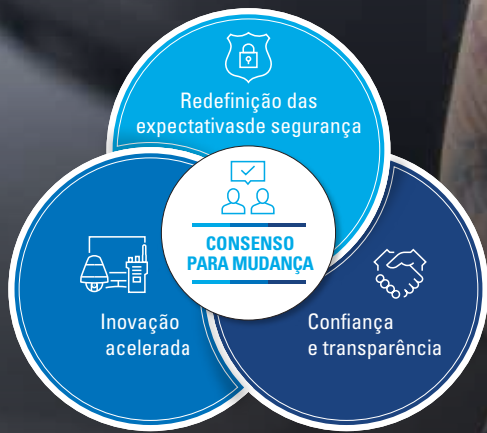 Redefinição das
expectativasde segurança
CONSENSO
PARA MUDANÇA
Inovação
acelerada
Confiança
e transparência